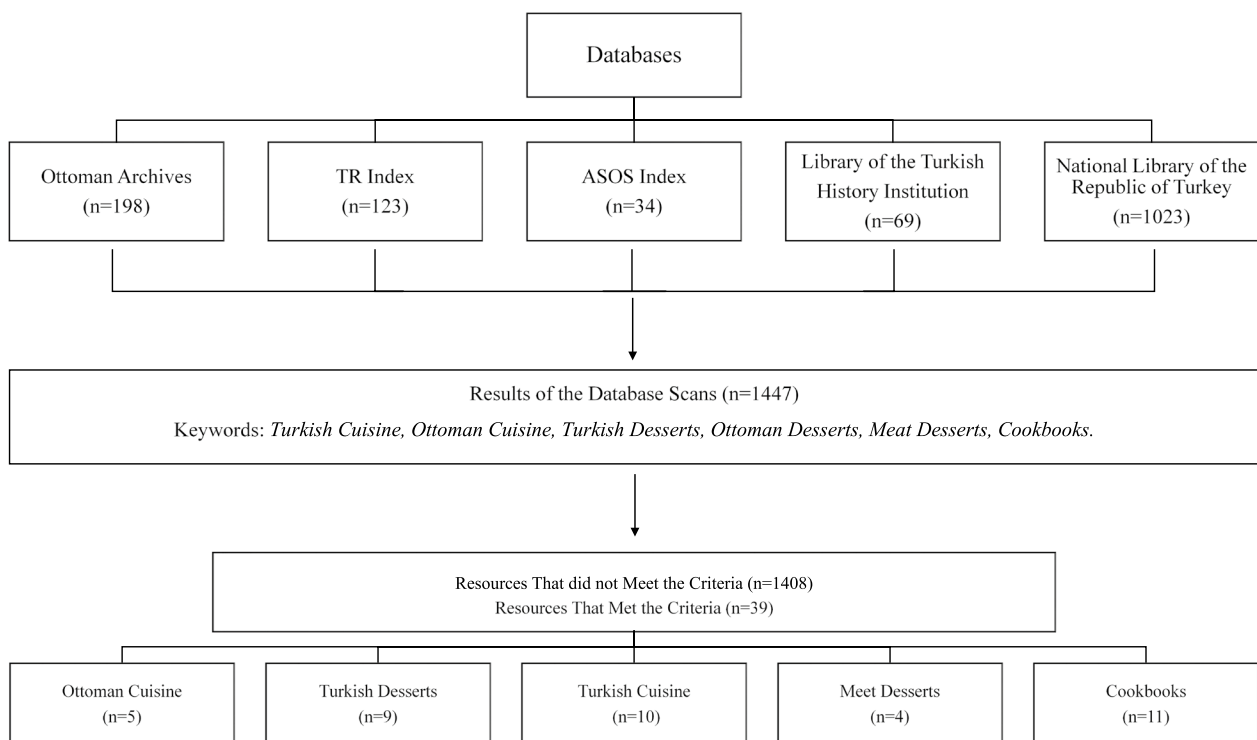 Databases
Ottoman Archives
(n=198)
TR Index
(n=123)
ASOS Index
(n=34)
Library of the Turkish
History Institution
(n=69)
National Library of the
Republic of Turkey
(n=1023)
Results of the Database Scans (n=1447)
Keywords: Turkish Cuisine, Ottoman Cuisine, Turkish Desserts, Ottoman Desserts, Meat Desserts, Cookbooks.
Resources That did not Meet the Criteria (n=1408)
Resources That Met the Criteria (n=39)
Ottoman Cuisine
(n=5)
Turkish Desserts
(n=9)
Turkish Cuisine
(n=10)
Meet Desserts
(n=4)
Cookbooks
(n=11)